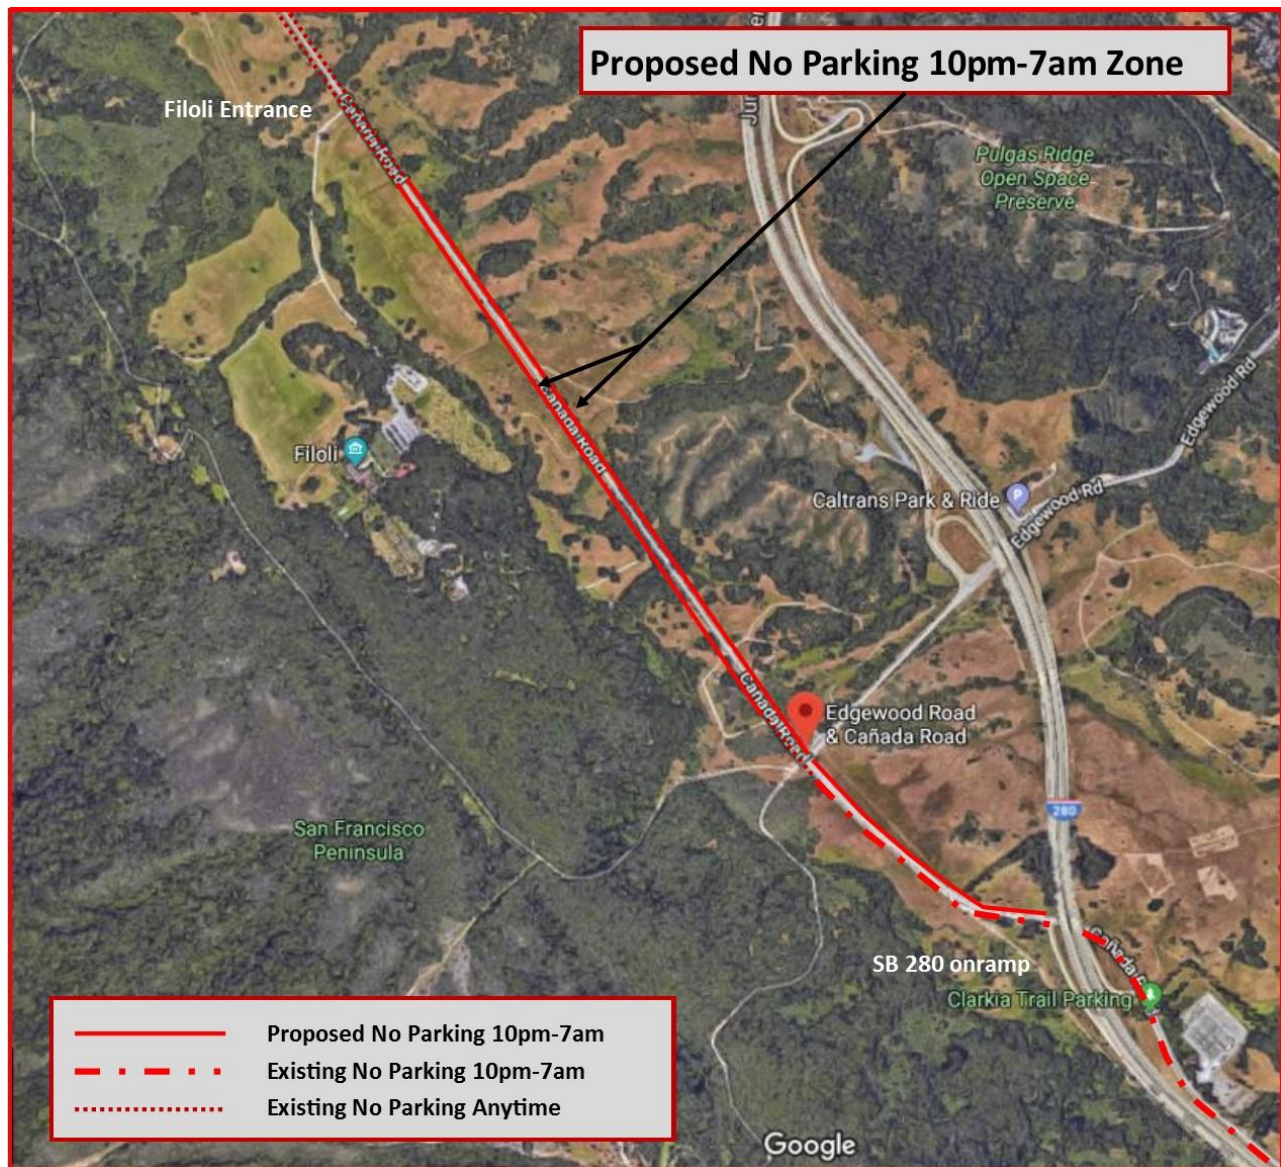 Proposed No Parking 10pm-7am Zone
Filoli Entrance
Cañada Road
Pulgas Ridge
Open Space
Preserve
Edgewood Rd
Filoli
Cañada Road
Caltrans Park & Ride
P
Edgewood Rd
Cañada Road
Edgewood Road
& Cañada Road
280
San Francisco
Peninsula
SB 280 onramp
Clarkia Trail Parking
Proposed No Parking 10pm-7am
Existing No Parking 10pm-7am
Existing No Parking Anytime
Google